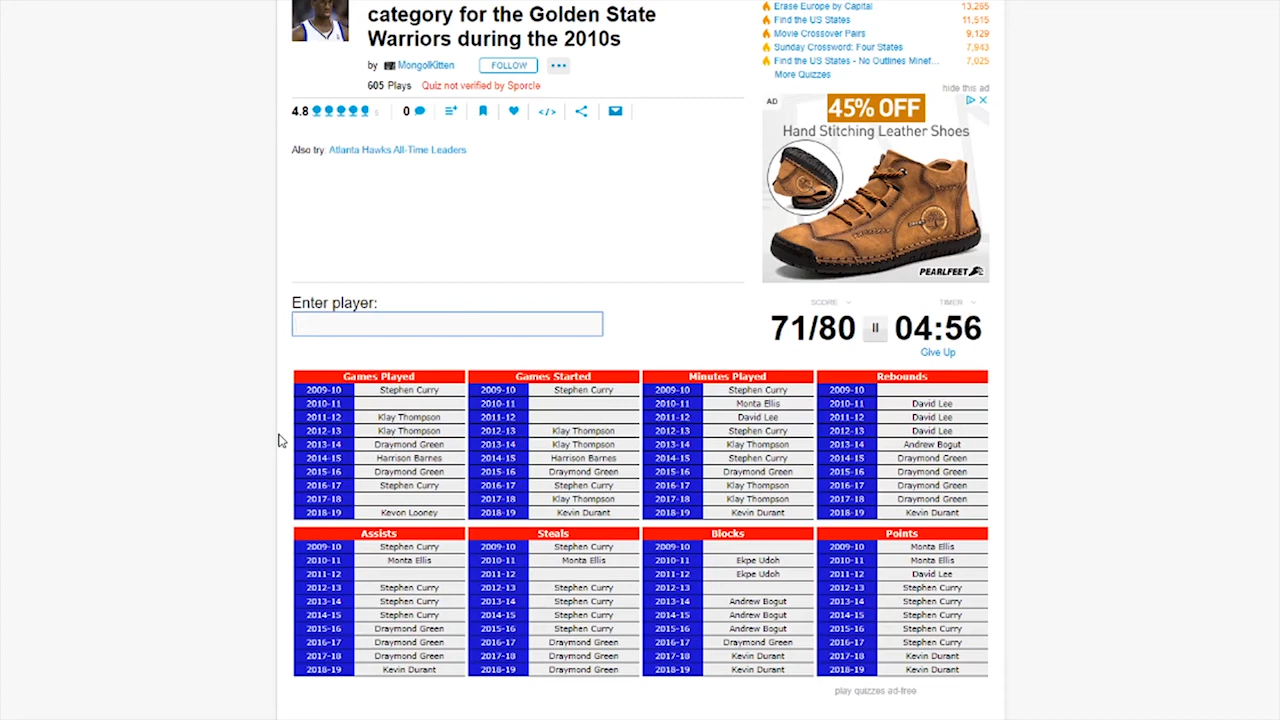 category for the Golden State
Warriors during the 2010s
by MongolKitten FOLLOW •••
605 Plays Quiz not verified by Sporcle
4.8 5 0
Also try: Atlanta Hawks All-Time Leaders
Erase Europe by Capital 13,265
Find the US States 11,515
Movie Crossover Pairs 9,129
Sunday Crossword: Four States 7,943
Find the US States - No Outlines Minef... 7,025
More Quizzes
hide this ad
AD
45% OFF
Hand Stitching Leather Shoes
PEARLFEET
Enter player:
SCORE TIMER
71/80 04:56
Give Up
Games Played Games Started Minutes Played Rebounds
2009-10 Stephen Curry 2009-10 Stephen Curry 2009-10 Stephen Curry 2009-10
2010-11 2010-11 2010-11 Monta Ellis 2010-11 David Lee
2011-12 Klay Thompson 2011-12 2011-12 David Lee 2011-12 David Lee
2012-13 Klay Thompson 2012-13 Klay Thompson 2012-13 Stephen Curry 2012-13 David Lee
2013-14 Draymond Green 2013-14 Klay Thompson 2013-14 Klay Thompson 2013-14 Andrew Bogut
2014-15 Harrison Barnes 2014-15 Harrison Barnes 2014-15 Stephen Curry 2014-15 Draymond Green
2015-16 Draymond Green 2015-16 Draymond Green 2015-16 Draymond Green 2015-16 Draymond Green
2016-17 Stephen Curry 2016-17 Stephen Curry 2016-17 Klay Thompson 2016-17 Draymond Green
2017-18 2017-18 Klay Thompson 2017-18 Klay Thompson 2017-18 Draymond Green
2018-19 Kevon Looney 2018-19 Kevin Durant 2018-19 Kevin Durant 2018-19 Kevin Durant
Assists Steals Blocks Points
2009-10 Stephen Curry 2009-10 Stephen Curry 2009-10 2009-10 Monta Ellis
2010-11 Monta Ellis 2010-11 Monta Ellis 2010-11 Ekpe Udoh 2010-11 Monta Ellis
2011-12 2011-12 2011-12 Ekpe Udoh 2011-12 David Lee
2012-13 Stephen Curry 2012-13 Stephen Curry 2012-13 2012-13 Stephen Curry
2013-14 Stephen Curry 2013-14 Stephen Curry 2013-14 Andrew Bogut 2013-14 Stephen Curry
2014-15 Stephen Curry 2014-15 Stephen Curry 2014-15 Andrew Bogut 2014-15 Stephen Curry
2015-16 Draymond Green 2015-16 Stephen Curry 2015-16 Andrew Bogut 2015-16 Stephen Curry
2016-17 Draymond Green 2016-17 Draymond Green 2016-17 Draymond Green 2016-17 Stephen Curry
2017-18 Draymond Green 2017-18 Draymond Green 2017-18 Kevin Durant 2017-18 Kevin Durant
2018-19 Kevin Durant 2018-19 Draymond Green 2018-19 Kevin Durant 2018-19 Kevin Durant
play quizzes ad-free